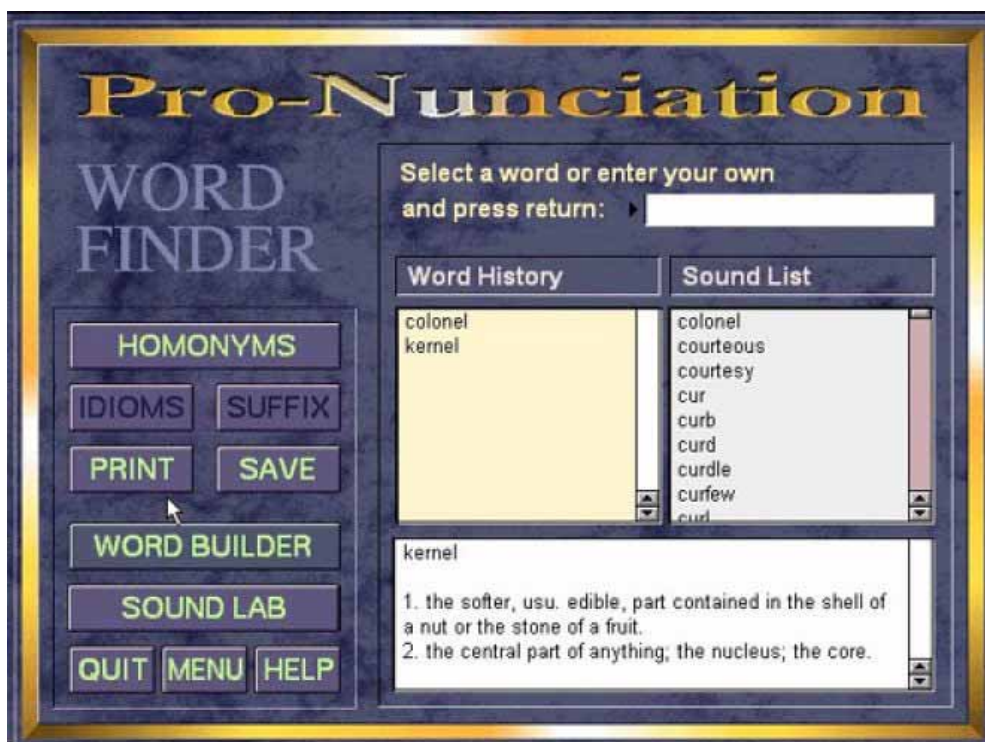 Pro-Nunciation
WORD
FINDER
Select a word or enter your own
and press return:
Word History
Sound List
colonel
kernel
colonel
courteous
courtesy
cur
curb
curd
curdle
curfew
curl
HOMONYMS
IDIOMS SUFFIX
PRINT SAVE
WORD BUILDER
SOUND LAB
QUIT MENU HELP
kernel
1. the softer, usu. edible, part contained in the shell of
a nut or the stone of a fruit.
2. the central part of anything; the nucleus; the core.